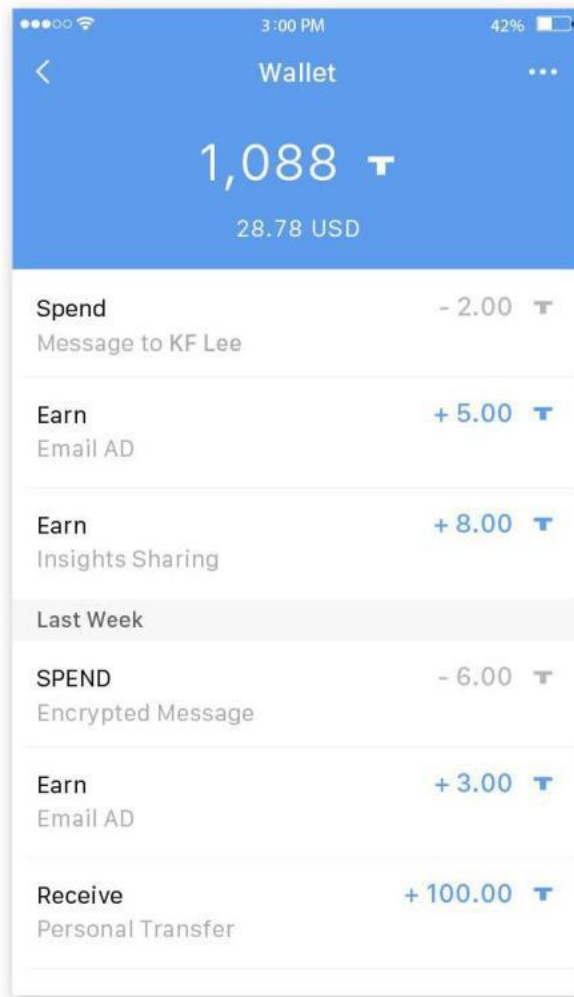 3:00 PM 42%
Wallet
1,088 T
28.78 USD
Spend - 2.00 T
Message to KF Lee
Earn + 5.00 T
Email AD
Earn + 8.00 T
Insights Sharing
Last Week
SPEND - 6.00 T
Encrypted Message
Earn + 3.00 T
Email AD
Receive + 100.00 T
Personal Transfer